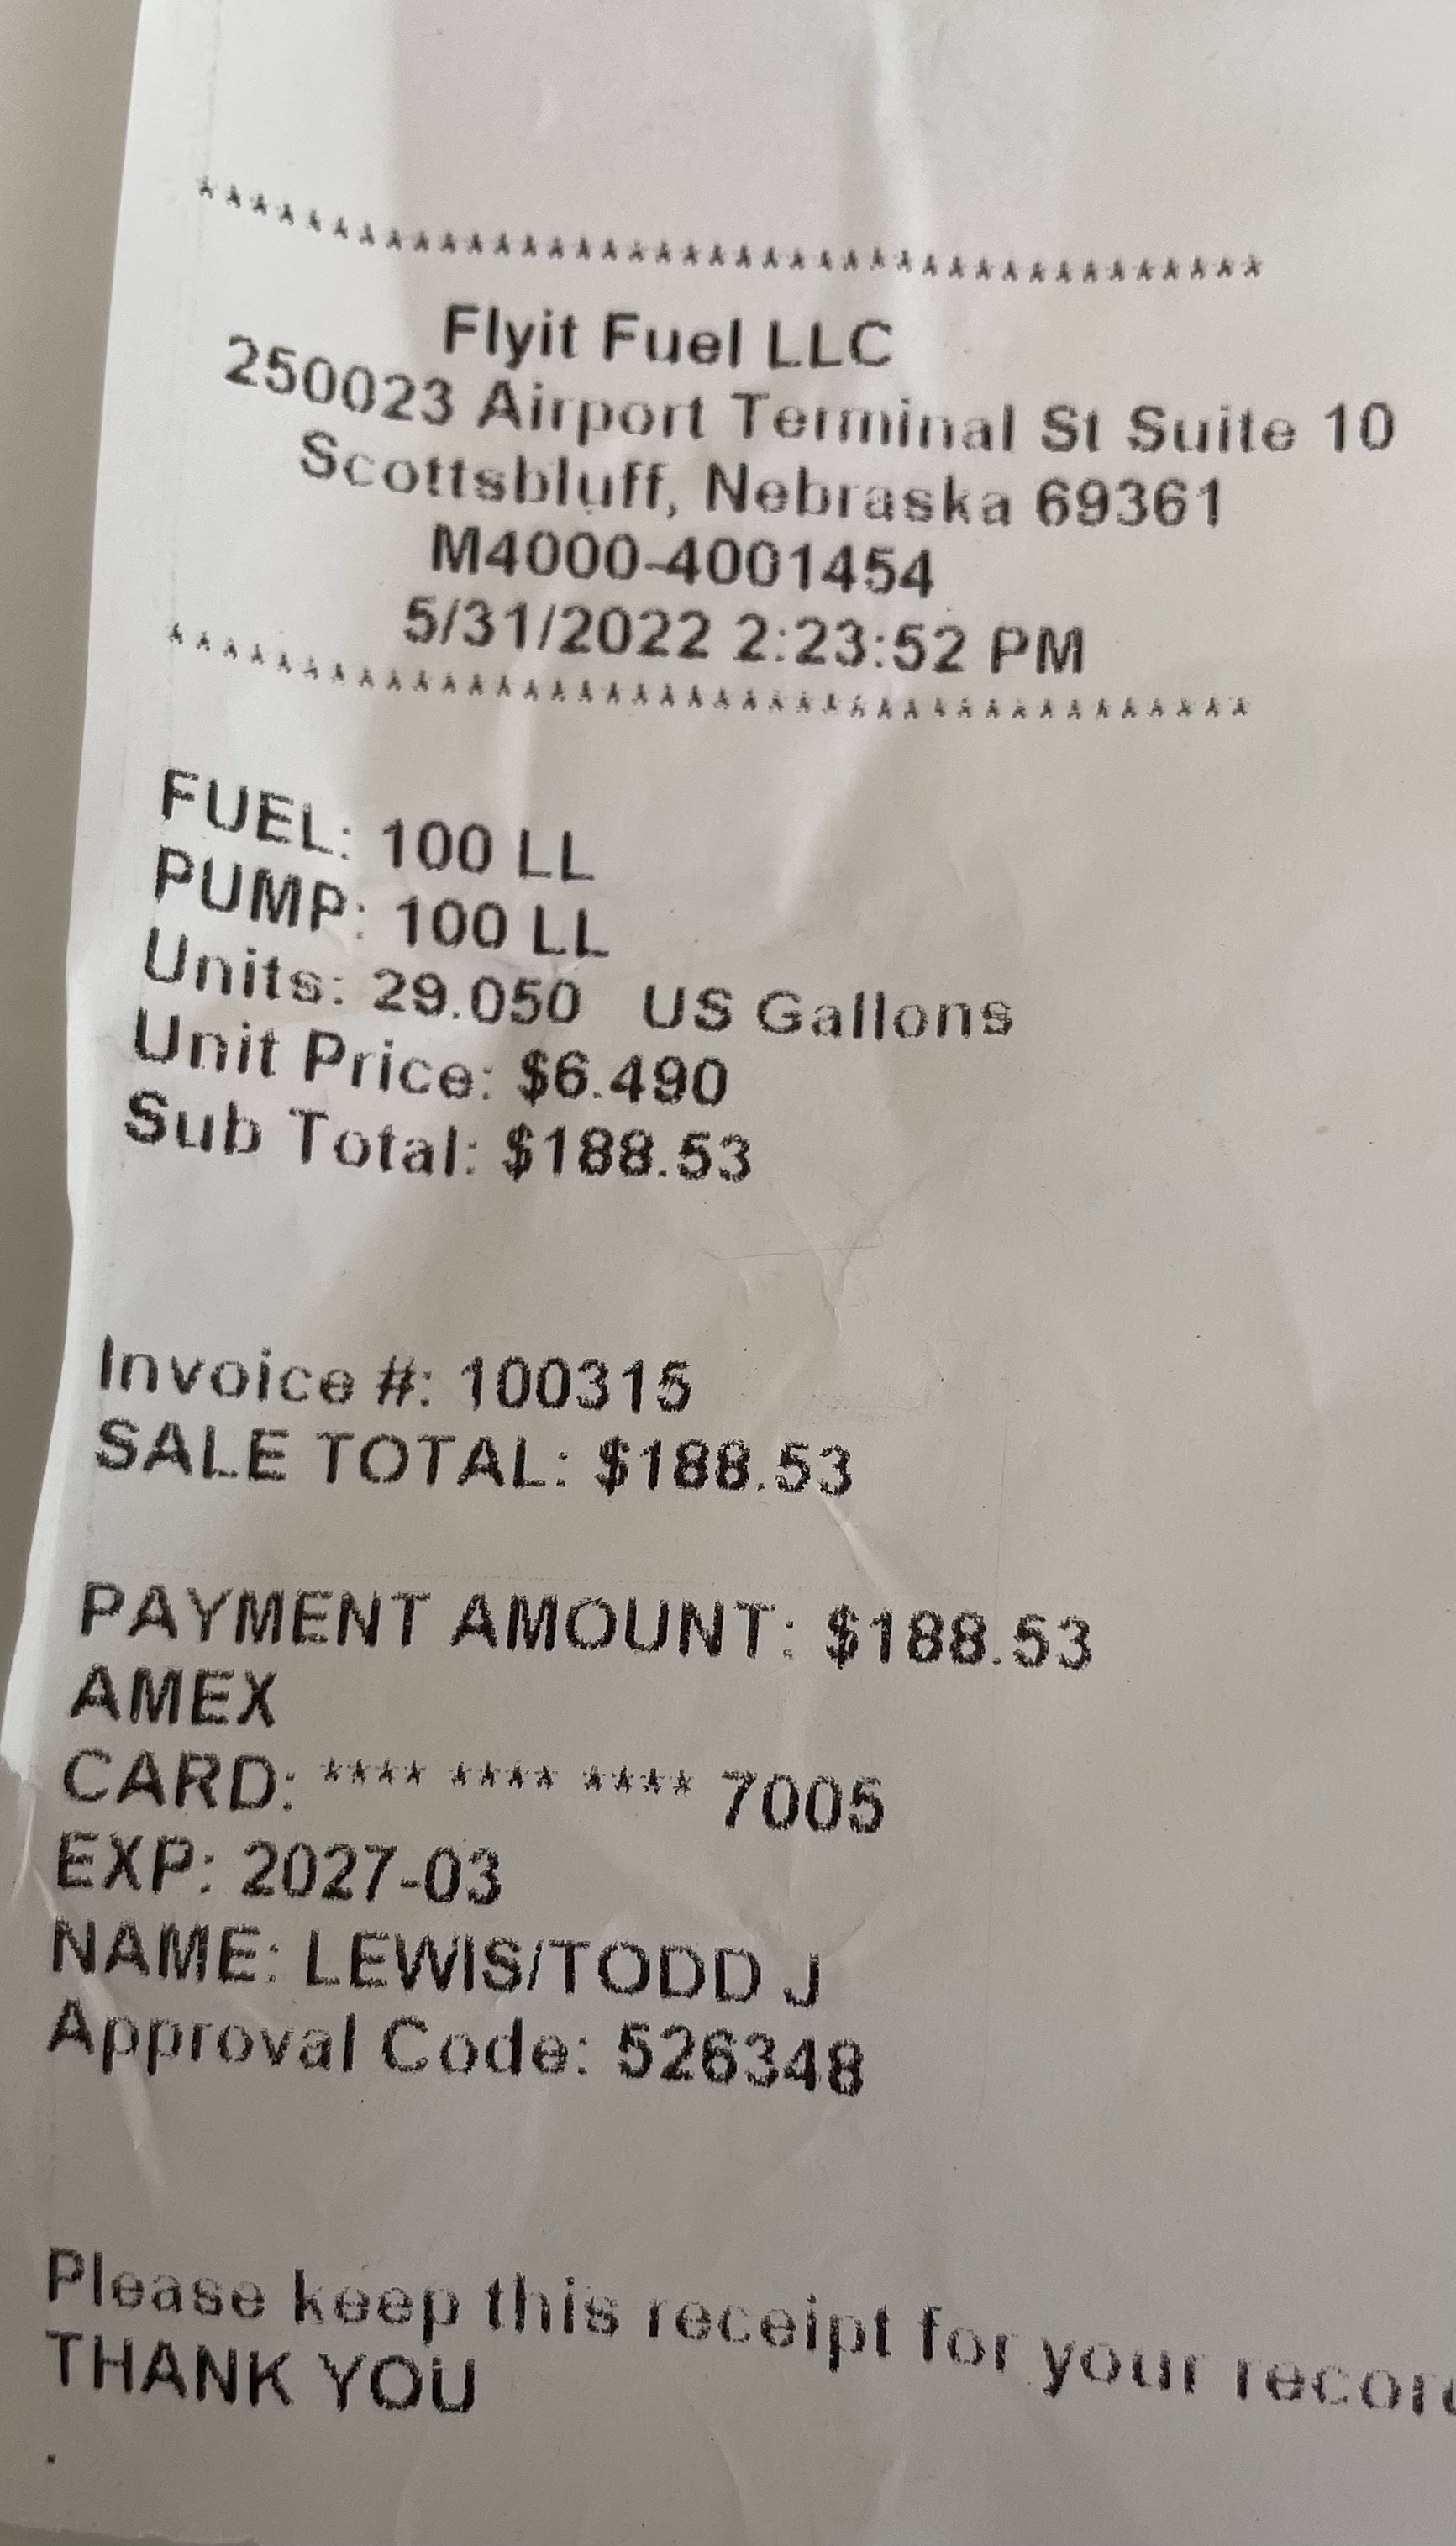 ****************************************
Flyit Fuel LLC
250023 Airport Terminal St Suite 10
Scottsbluff, Nebraska 69361
M4000-4001454
5/31/2022 2:23:52 PM
****************************************
FUEL: 100 LL
PUMP: 100 LL
Units: 29.050 US Gallons
Unit Price: $6.490
Sub Total: $188.53
Invoice #: 100315
SALE TOTAL: $188.53
PAYMENT AMOUNT: $188.53
AMEX
CARD: **** **** **** 7005
EXP: 2027-03
NAME: LEWIS/TODD J
Approval Code: 526348
Please keep this receipt for your
THANK YOU
.